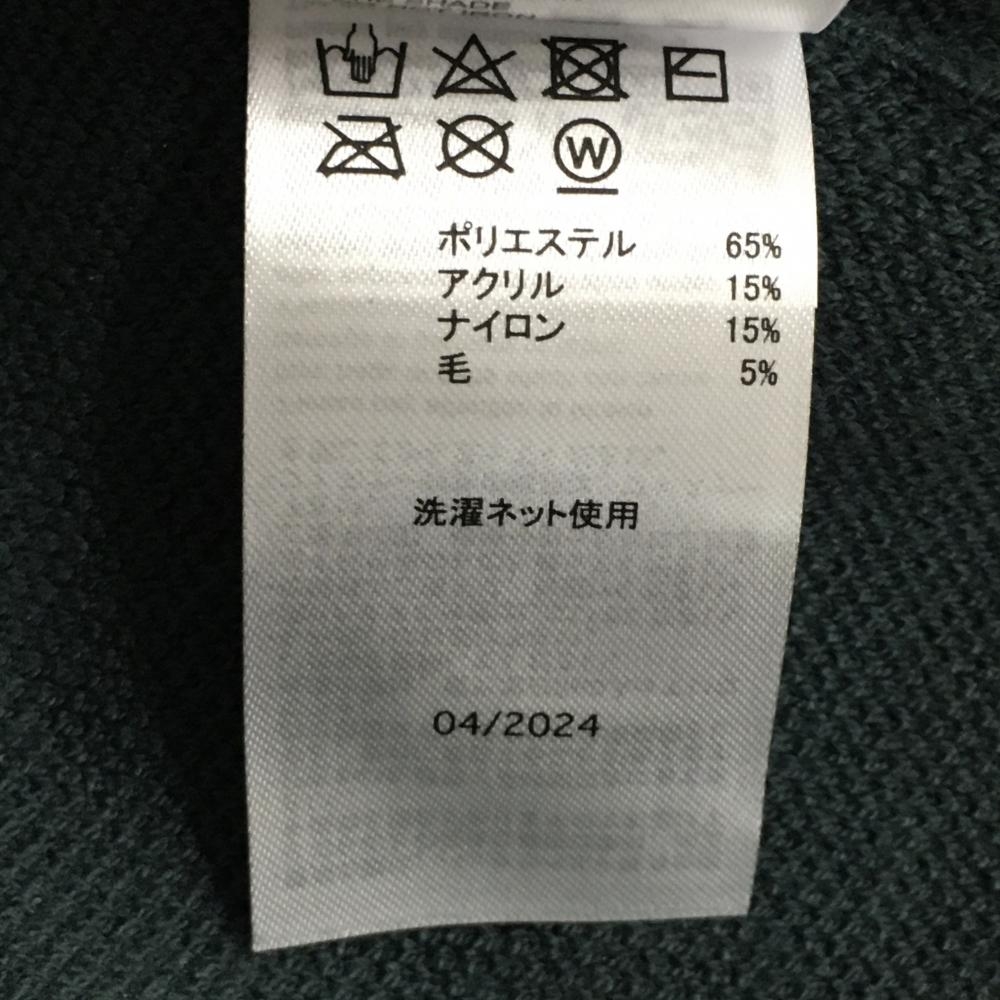 W
ポリエステル 65%
アクリル 15%
ナイロン 15%
毛 5%
洗濯ネット使用
04/2024